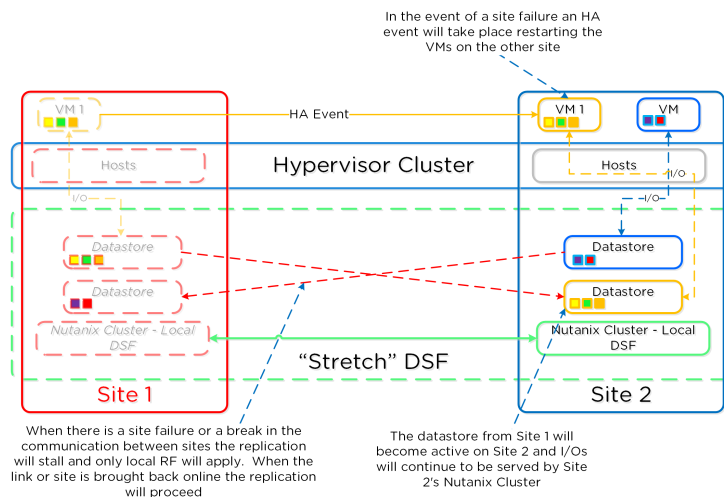 In the event of a site failure an HA
event will take place restarting the
VMs on the other site
VM 1
HA Event
VM 1
VM
Hosts
Hypervisor Cluster
Hosts
I/O
I/O
I/O
Datastore
Datastore
Datastore
Datastore
Nutanix Cluster - Local
DSF
Nutanix Cluster - Local
DSF
“Stretch” DSF
Site 1
Site 2
When there is a site failure or a break in the
communication between sites the replication
will stall and only local RF will apply. When the
link or site is brought back online the replication
will proceed
The datastore from Site 1 will
become active on Site 2 and I/Os
will continue to be served by Site
2's Nutanix Cluster